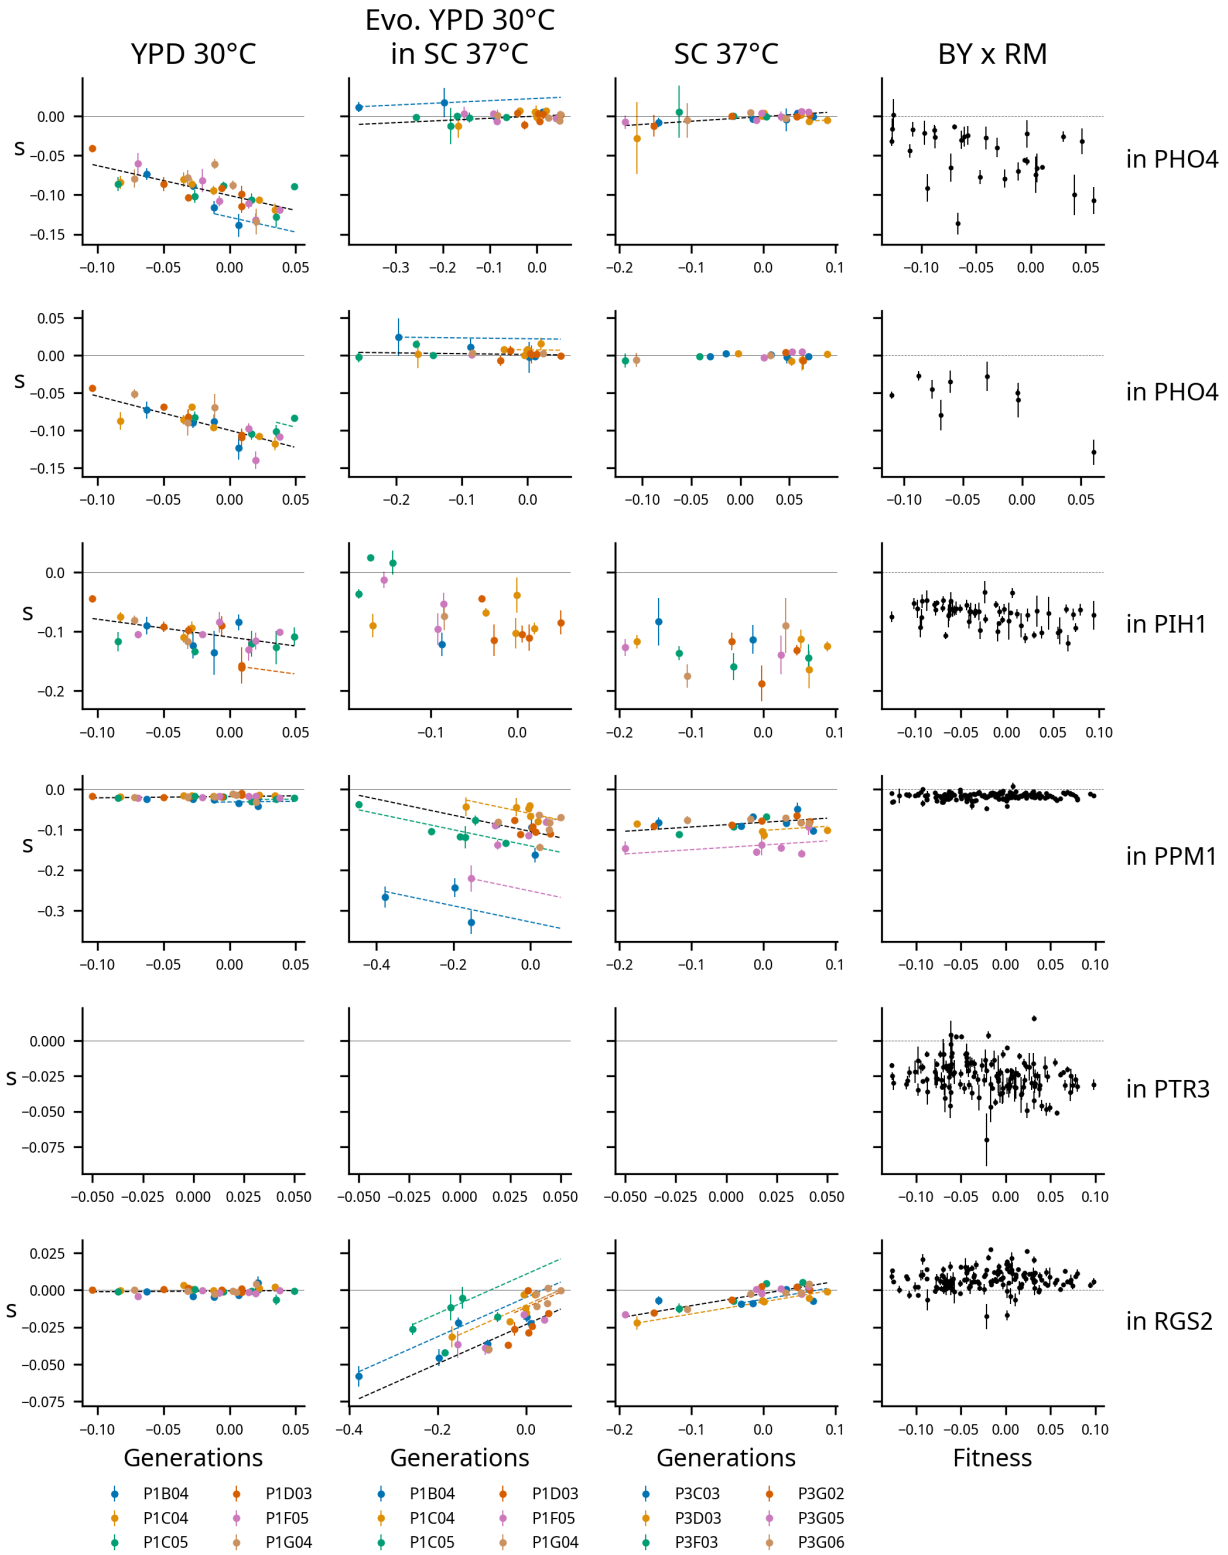 Evo. YPD 30°C
YPD 30°C in SC 37°C SC 37°C BY x RM
0.00
−0.05
−0.10
−0.15
s
−0.10 −0.05 0.00 0.05
−0.3 −0.2 −0.1 0.0
−0.2 −0.1 0.0 0.1
−0.10 −0.05 0.00 0.05
in PHO4
0.05
0.00
−0.05
−0.10
−0.15
s
−0.10 −0.05 0.00 0.05
−0.2 −0.1 0.0
−0.10 −0.05 0.00 0.05
−0.10 −0.05 0.00 0.05
in PHO4
0.0
−0.1
−0.2
s
−0.10 −0.05 0.00 0.05
−0.1 0.0
−0.2 −0.1 0.0 0.1
−0.10 −0.05 0.00 0.05 0.10
in PIH1
0.0
−0.1
−0.2
−0.3
s
−0.10 −0.05 0.00 0.05
−0.4 −0.2 0.0
−0.2 −0.1 0.0 0.1
−0.10 −0.05 0.00 0.05 0.10
in PPM1
0.000
−0.025
−0.050
−0.075
s
−0.050 −0.025 0.000 0.025 0.050
−0.050 −0.025 0.000 0.025 0.050
−0.050 −0.025 0.000 0.025 0.050
−0.10 −0.05 0.00 0.05 0.10
in PTR3
0.025
0.000
−0.025
−0.050
−0.075
s
−0.10 −0.05 0.00 0.05
−0.4 −0.2 0.0
−0.2 −0.1 0.0 0.1
−0.10 −0.05 0.00 0.05 0.10
in RGS2
Generations Generations Generations Fitness
P1B04 P1D03 P1B04 P1D03 P3C03 P3G02
P1C04 P1F05 P1C04 P1F05 P3D03 P3G05
P1C05 P1G04 P1C05 P1G04 P3F03 P3G06